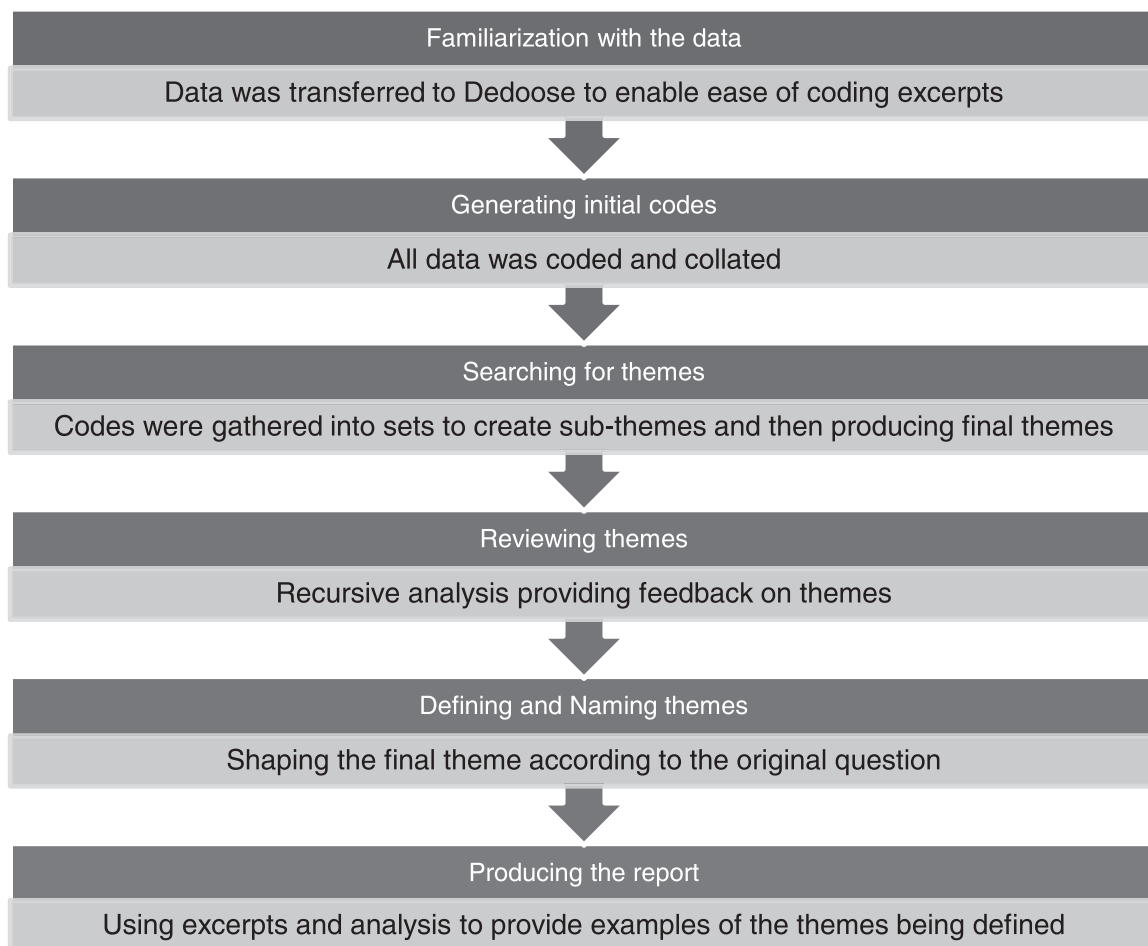 Familiarization with the data
Data was transferred to Dedoose to enable ease of coding excerpts
Generating initial codes
All data was coded and collated
Searching for themes
Codes were gathered into sets to create sub-themes and then producing final themes
Reviewing themes
Recursive analysis providing feedback on themes
Defining and Naming themes
Shaping the final theme according to the original question
Producing the report
Using excerpts and analysis to provide examples of the themes being defined